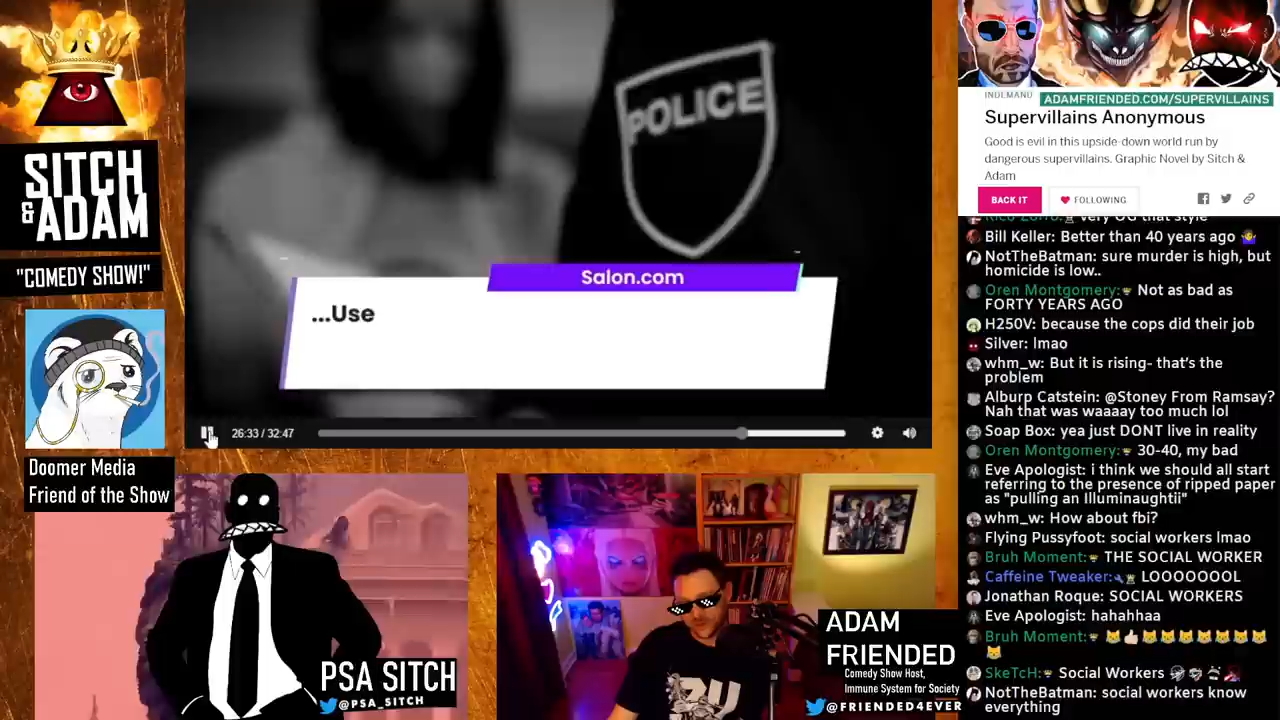 SITCH
& ADAM
"COMEDY SHOW!"
Doomer Media
Friend of the Show
POLICE
Salon.com
...Use
26:33 / 32:47
PSA SITCH
@PSA_SITCH
ADAM
FRIENDED
Comedy Show Host,
Immune System for Society
@FRIENDED4EVER
INDEMAND
ADAMFRIENDED.COM/SUPERVILLAINS
Supervillains Anonymous
Good is evil in this upside-down world run by
dangerous supervillains. Graphic Novel by Sitch &
Adam
BACK IT
FOLLOWING
very OG that style
Bill Keller: Better than 40 years ago 🤷
NotTheBatman: sure murder is high, but
homicide is low..
Oren Montgomery: Not as bad as
FORTY YEARS AGO
H250V: because the cops did their job
Silver: lmao
whm_w: But it is rising- that's the
problem
Alburp Catstein: @Stoney From Ramsay?
Nah that was waaaay too much lol
Soap Box: yea just DONT live in reality
Oren Montgomery: 30-40, my bad
Eve Apologist: i think we should all start
referring to the presence of ripped paper
as "pulling an Illuminaughtii"
whm_w: How about fbi?
Flying Pussyfoot: social workers lmao
Bruh Moment: THE SOCIAL WORKER
Caffeine Tweaker: LOOOOOOOL
Jonathan Roque: SOCIAL WORKERS
Eve Apologist: hahahhaa
Bruh Moment: 😹👍🏻😹😹😹😹😹😹😹
😹
SkeTcH: Social Workers
NotTheBatman: social workers know
everything